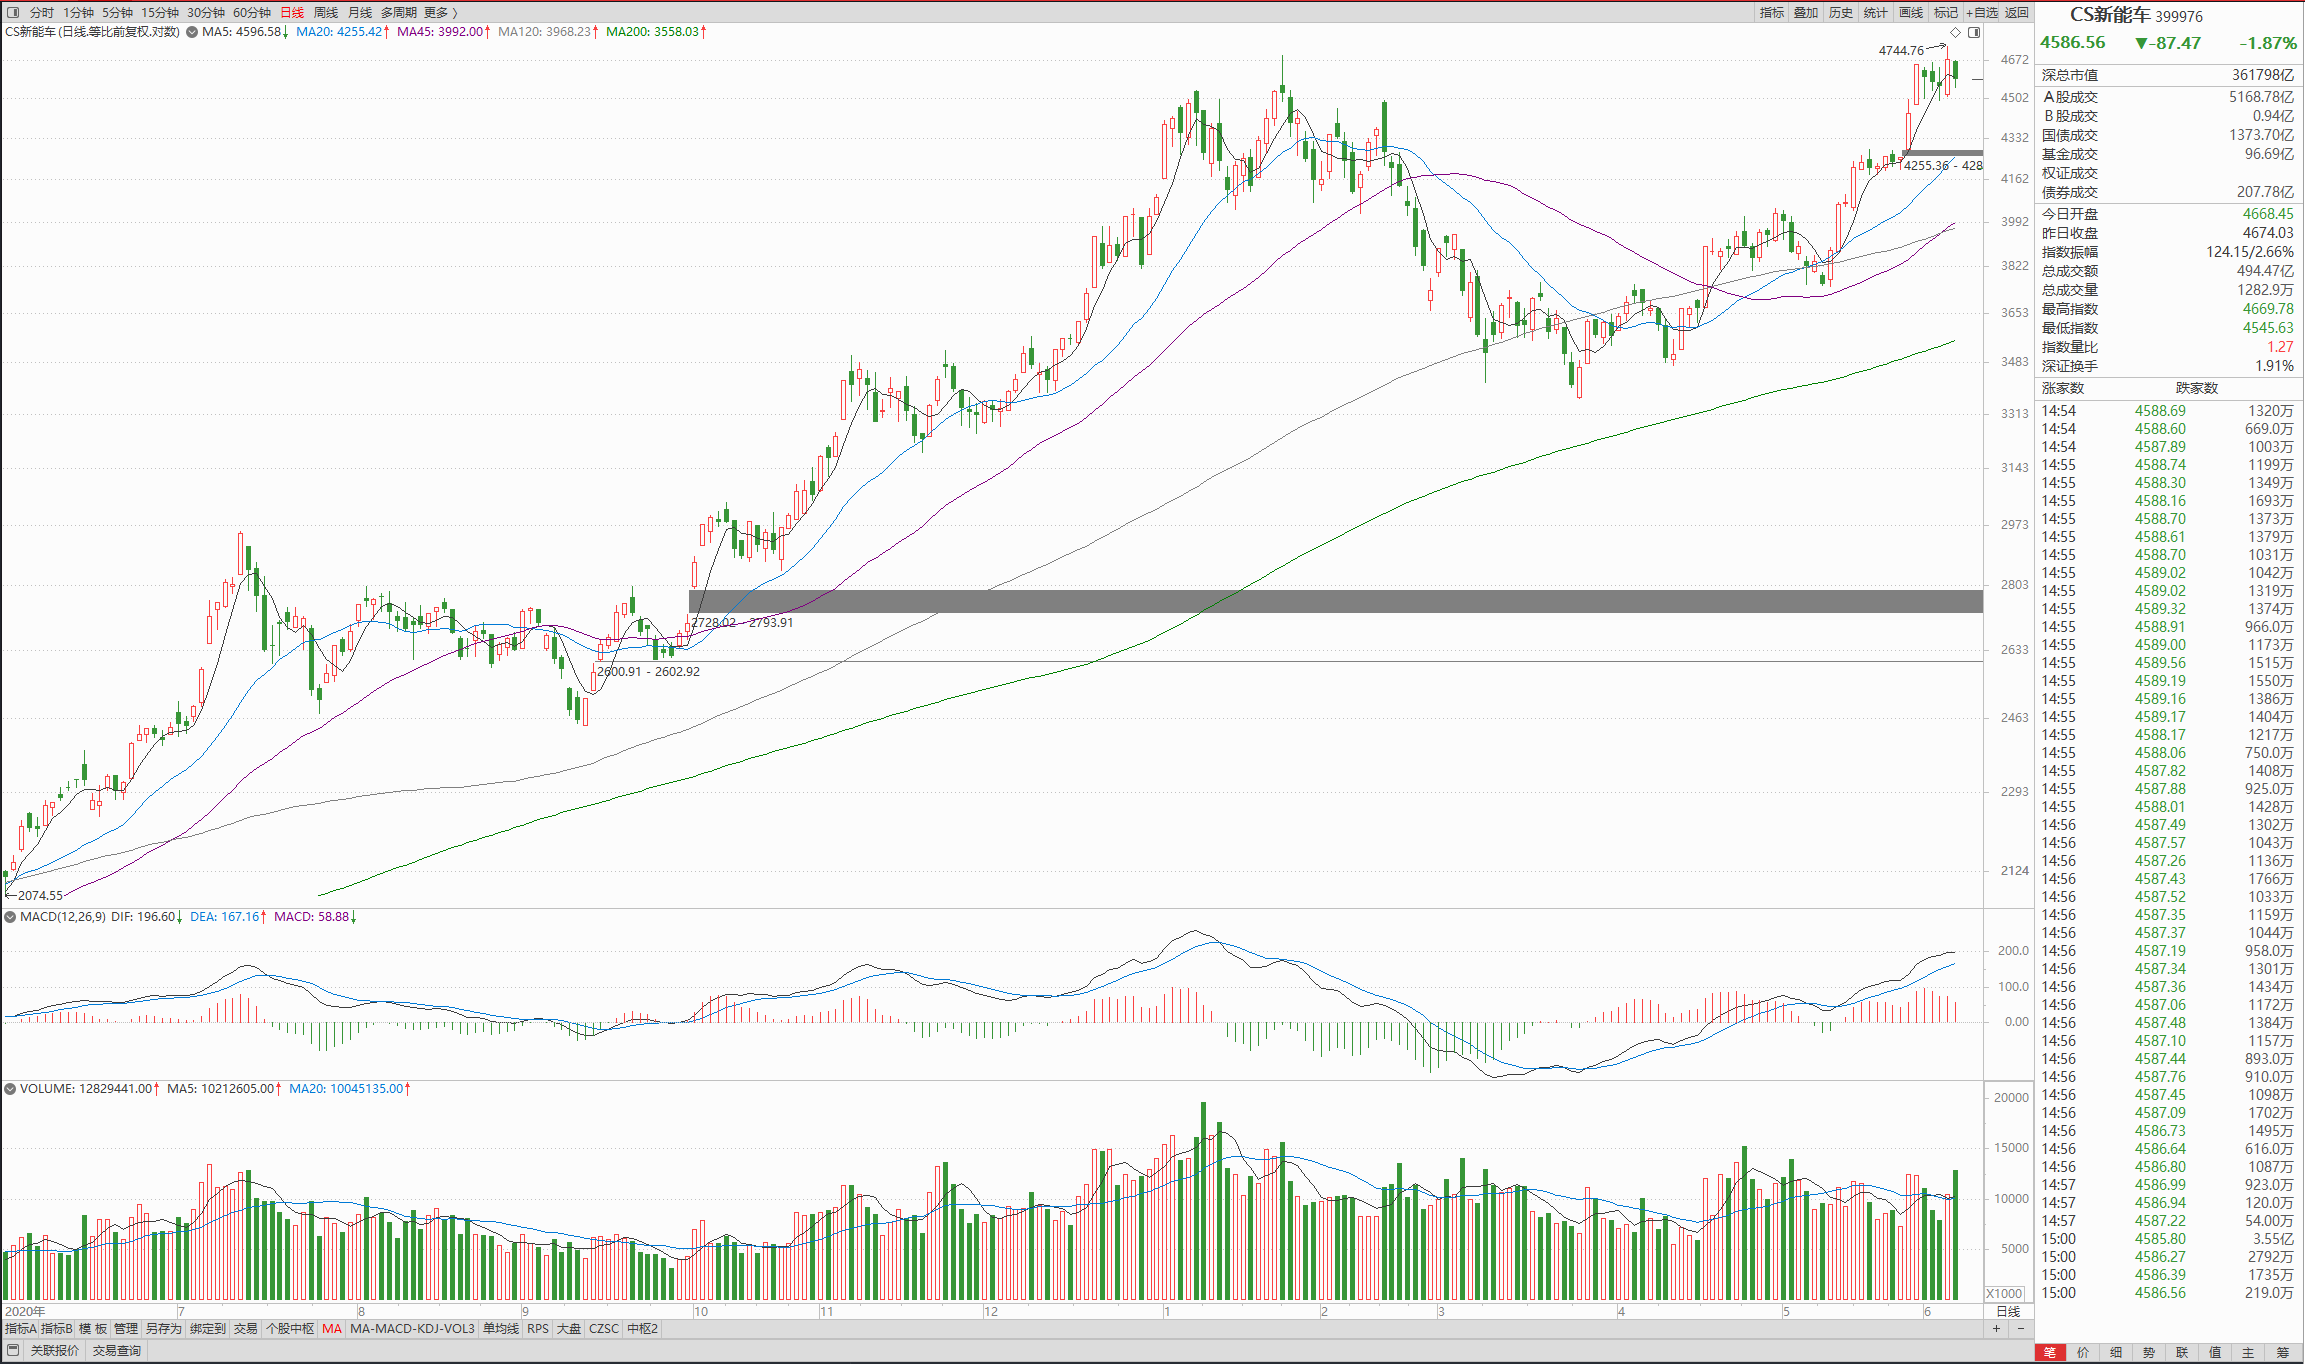 分时 1分钟 5分钟 15分钟 30分钟 60分钟 日线 周线 月线 多周期 更多 〉 指标 叠加 历史 统计 画线 标记 +自选 返回
CS新能车(日线.等比前复权.对数) MA5: 4596.58↓ MA20: 4255.42↑ MA45: 3992.00↑ MA120: 3968.23↑ MA200: 3558.03↑
4744.76
4672
4502
4332
4255.36 - 428
4162
3992
3822
3653
3483
3313
3143
2973
2803
2728.02 - 2793.91
2633
2600.91 - 2602.92
2463
2293
2124
2074.55
MACD(12,26,9) DIF: 196.60↓ DEA: 167.16↑ MACD: 58.88↓
200.0
100.0
0.00
VOLUME: 12829441.00↑ MA5: 10212605.00↑ MA20: 10045135.00↑
20000
15000
10000
5000
X1000
2020年 7 8 9 10 11 12 1 2 3 4 5 6 日线
指标A 指标B 模板 管理 另存为 绑定到 交易 个股中枢 MA MA-MACD-KDJ-VOL3 单均线 RPS 大盘 CZSC 中枢2 + −
关联报价 交易查询
CS新能车 399976
4586.56 ▼-87.47 -1.87%
深总市值 361798亿
A股成交 5168.78亿
B股成交 0.94亿
国债成交 1373.70亿
基金成交 96.69亿
权证成交
债券成交 207.78亿
今日开盘 4668.45
昨日收盘 4674.03
指数振幅 124.15/2.66%
总成交额 494.47亿
总成交量 1282.9万
最高指数 4669.78
最低指数 4545.63
指数量比 1.27
深证换手 1.91%
涨家数 跌家数
14:54 4588.69 1320万
14:54 4588.60 669.0万
14:54 4587.89 1003万
14:55 4588.74 1199万
14:55 4588.30 1349万
14:55 4588.16 1693万
14:55 4588.70 1373万
14:55 4588.61 1379万
14:55 4588.70 1031万
14:55 4589.02 1042万
14:55 4589.02 1319万
14:55 4589.32 1374万
14:55 4588.91 966.0万
14:55 4589.00 1173万
14:55 4589.56 1515万
14:55 4589.19 1550万
14:55 4589.16 1386万
14:55 4589.17 1404万
14:55 4588.17 1217万
14:55 4588.06 750.0万
14:55 4587.82 1408万
14:55 4587.88 925.0万
14:55 4588.01 1428万
14:56 4587.49 1302万
14:56 4587.57 1043万
14:56 4587.26 1136万
14:56 4587.43 1766万
14:56 4587.52 1033万
14:56 4587.35 1159万
14:56 4587.37 1044万
14:56 4587.19 958.0万
14:56 4587.34 1301万
14:56 4587.36 1434万
14:56 4587.06 1172万
14:56 4587.48 1384万
14:56 4587.10 1157万
14:56 4587.44 893.0万
14:56 4587.76 910.0万
14:56 4587.45 1098万
14:56 4587.09 1702万
14:56 4586.73 1495万
14:56 4586.64 616.0万
14:56 4586.80 1087万
14:57 4586.99 923.0万
14:57 4586.94 120.0万
14:57 4587.22 54.00万
15:00 4585.80 3.55亿
15:00 4586.27 2792万
15:00 4586.39 1735万
15:00 4586.56 219.0万
笔 价 细 势 联 值 主 筹